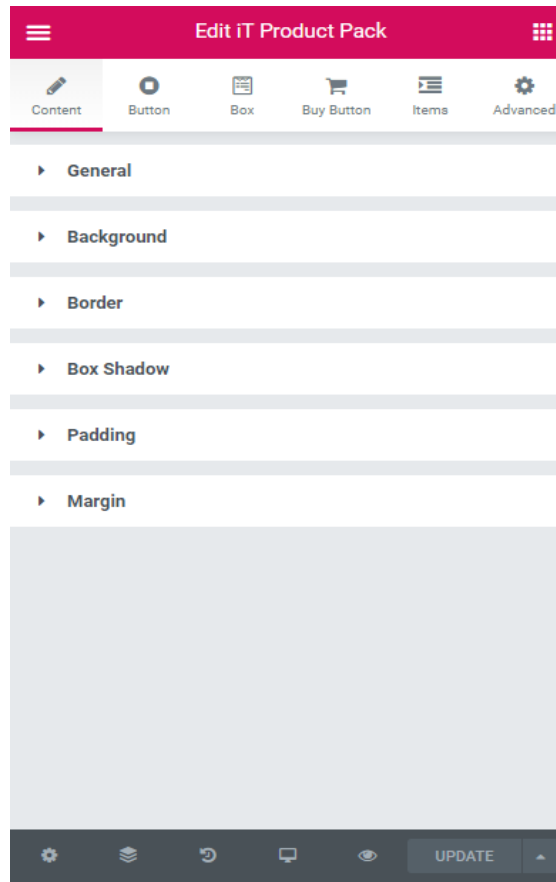 Edit iT Product Pack
Content Button Box Buy Button Items Advanced
General
Background
Border
Box Shadow
Padding
Margin
UPDATE